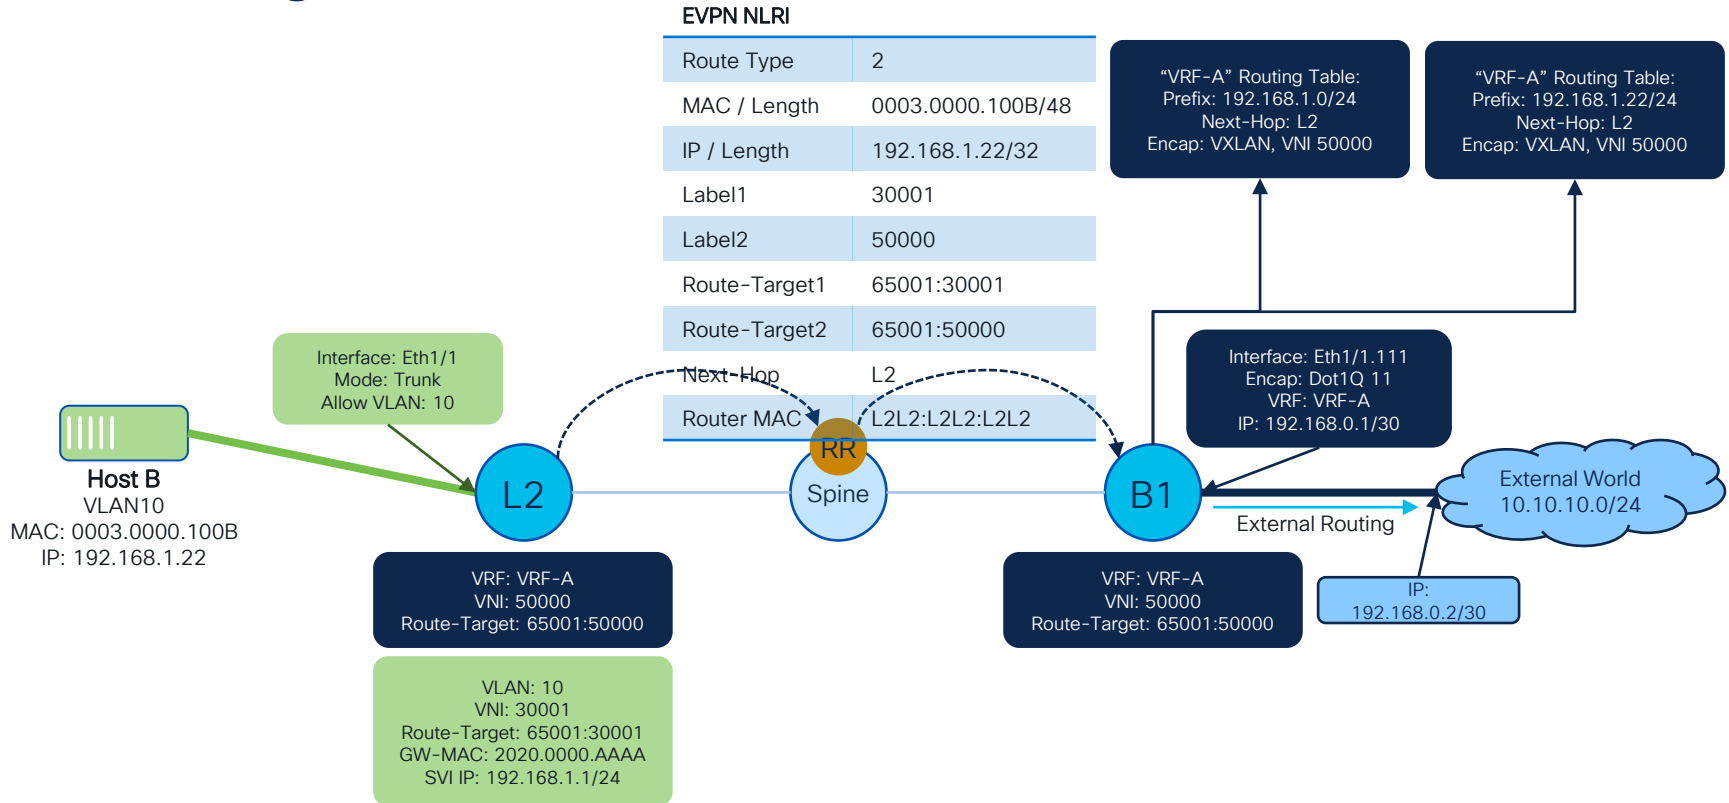 EVPN NLRI
Route Type 2
MAC / Length 0003.0000.100B/48
IP / Length 192.168.1.22/32
Label1 30001
Label2 50000
Route-Target1 65001:30001
Route-Target2 65001:50000
Next-Hop L2
Router MAC L2L2:L2L2:L2L2
“VRF-A” Routing Table:
Prefix: 192.168.1.0/24
Next-Hop: L2
Encap: VXLAN, VNI 50000
“VRF-A” Routing Table:
Prefix: 192.168.1.22/24
Next-Hop: L2
Encap: VXLAN, VNI 50000
Interface: Eth1/1
Mode: Trunk
Allow VLAN: 10
Interface: Eth1/1.111
Encap: Dot1Q 11
VRF: VRF-A
IP: 192.168.0.1/30
Host B
VLAN10
MAC: 0003.0000.100B
IP: 192.168.1.22
L2
RR
Spine
B1
External Routing
External World
10.10.10.0/24
IP:
192.168.0.2/30
VRF: VRF-A
VNI: 50000
Route-Target: 65001:50000
VRF: VRF-A
VNI: 50000
Route-Target: 65001:50000
VLAN: 10
VNI: 30001
Route-Target: 65001:30001
GW-MAC: 2020.0000.AAAA
SVI IP: 192.168.1.1/24